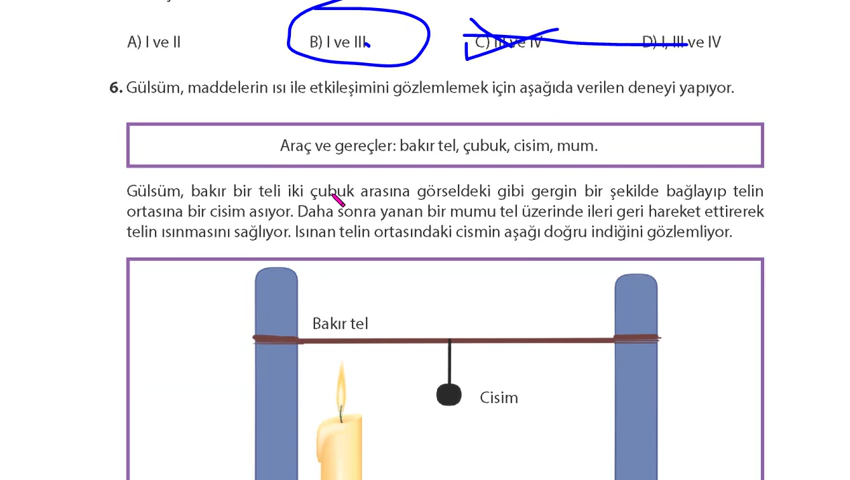 A) I ve II B) I ve III C) III ve IV D) I, III ve IV
6. Gülsüm, maddelerin ısı ile etkileşimini gözlemlemek için aşağıda verilen deneyi yapıyor.
Araç ve gereçler: bakır tel, çubuk, cisim, mum.
Gülsüm, bakır bir teli iki çubuk arasına görseldeki gibi gergin bir şekilde bağlayıp telin
ortasına bir cisim asıyor. Daha sonra yanan bir mumu tel üzerinde ileri geri hareket ettirerek
telin ısınmasını sağlıyor. Isınan telin ortasındaki cismin aşağı doğru indiğini gözlemliyor.
Bakır tel
Cisim